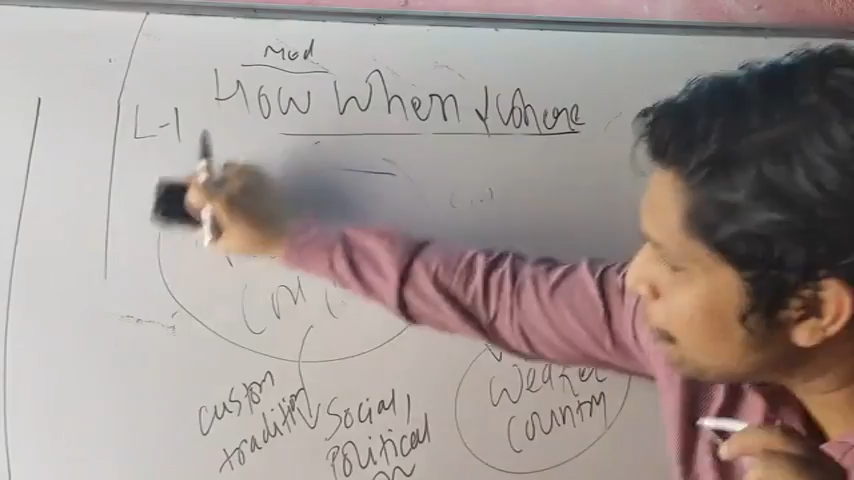 Mod
How When & Where
L-1
Weaker
Country
custom
tradition
Social,
Political